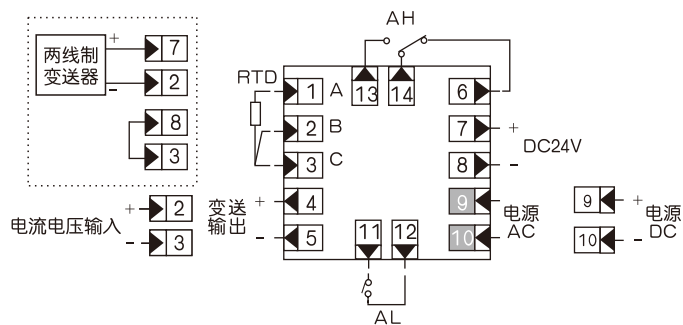 AH
两线制
变送器
+
-
7
2
8
3
RTD
1 A
2 B
3 C
13
14
6
7 +
8 -
DC24V
电流电压输入
+ 2
- 3
变送
输出
+ 4
- 5
11
12
9
10
电源
AC
9 +
10 -
电源
DC
AL